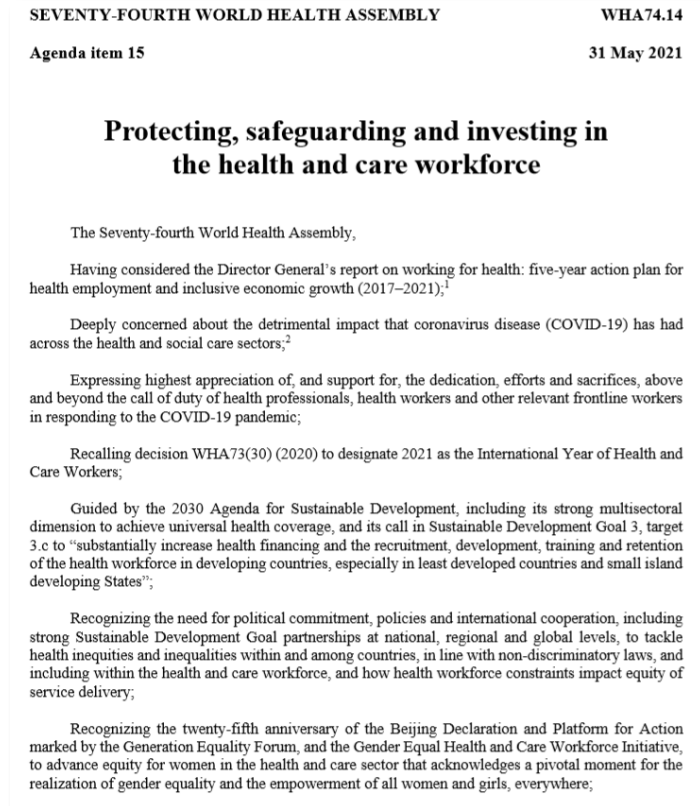 SEVENTY-FOURTH WORLD HEALTH ASSEMBLY WHA74.14
Agenda item 15 31 May 2021
Protecting, safeguarding and investing in
the health and care workforce
The Seventy-fourth World Health Assembly,
Having considered the Director General's report on working for health: five-year action plan for
health employment and inclusive economic growth (2017–2021);¹
Deeply concerned about the detrimental impact that coronavirus disease (COVID-19) has had
across the health and social care sectors;²
Expressing highest appreciation of, and support for, the dedication, efforts and sacrifices, above
and beyond the call of duty of health professionals, health workers and other relevant frontline workers
in responding to the COVID-19 pandemic;
Recalling decision WHA73(30) (2020) to designate 2021 as the International Year of Health and
Care Workers;
Guided by the 2030 Agenda for Sustainable Development, including its strong multisectoral
dimension to achieve universal health coverage, and its call in Sustainable Development Goal 3, target
3.c to “substantially increase health financing and the recruitment, development, training and retention
of the health workforce in developing countries, especially in least developed countries and small island
developing States”;
Recognizing the need for political commitment, policies and international cooperation, including
strong Sustainable Development Goal partnerships at national, regional and global levels, to tackle
health inequities and inequalities within and among countries, in line with non-discriminatory laws, and
including within the health and care workforce, and how health workforce constraints impact equity of
service delivery;
Recognizing the twenty-fifth anniversary of the Beijing Declaration and Platform for Action
marked by the Generation Equality Forum, and the Gender Equal Health and Care Workforce Initiative,
to advance equity for women in the health and care sector that acknowledges a pivotal moment for the
realization of gender equality and the empowerment of all women and girls, everywhere;